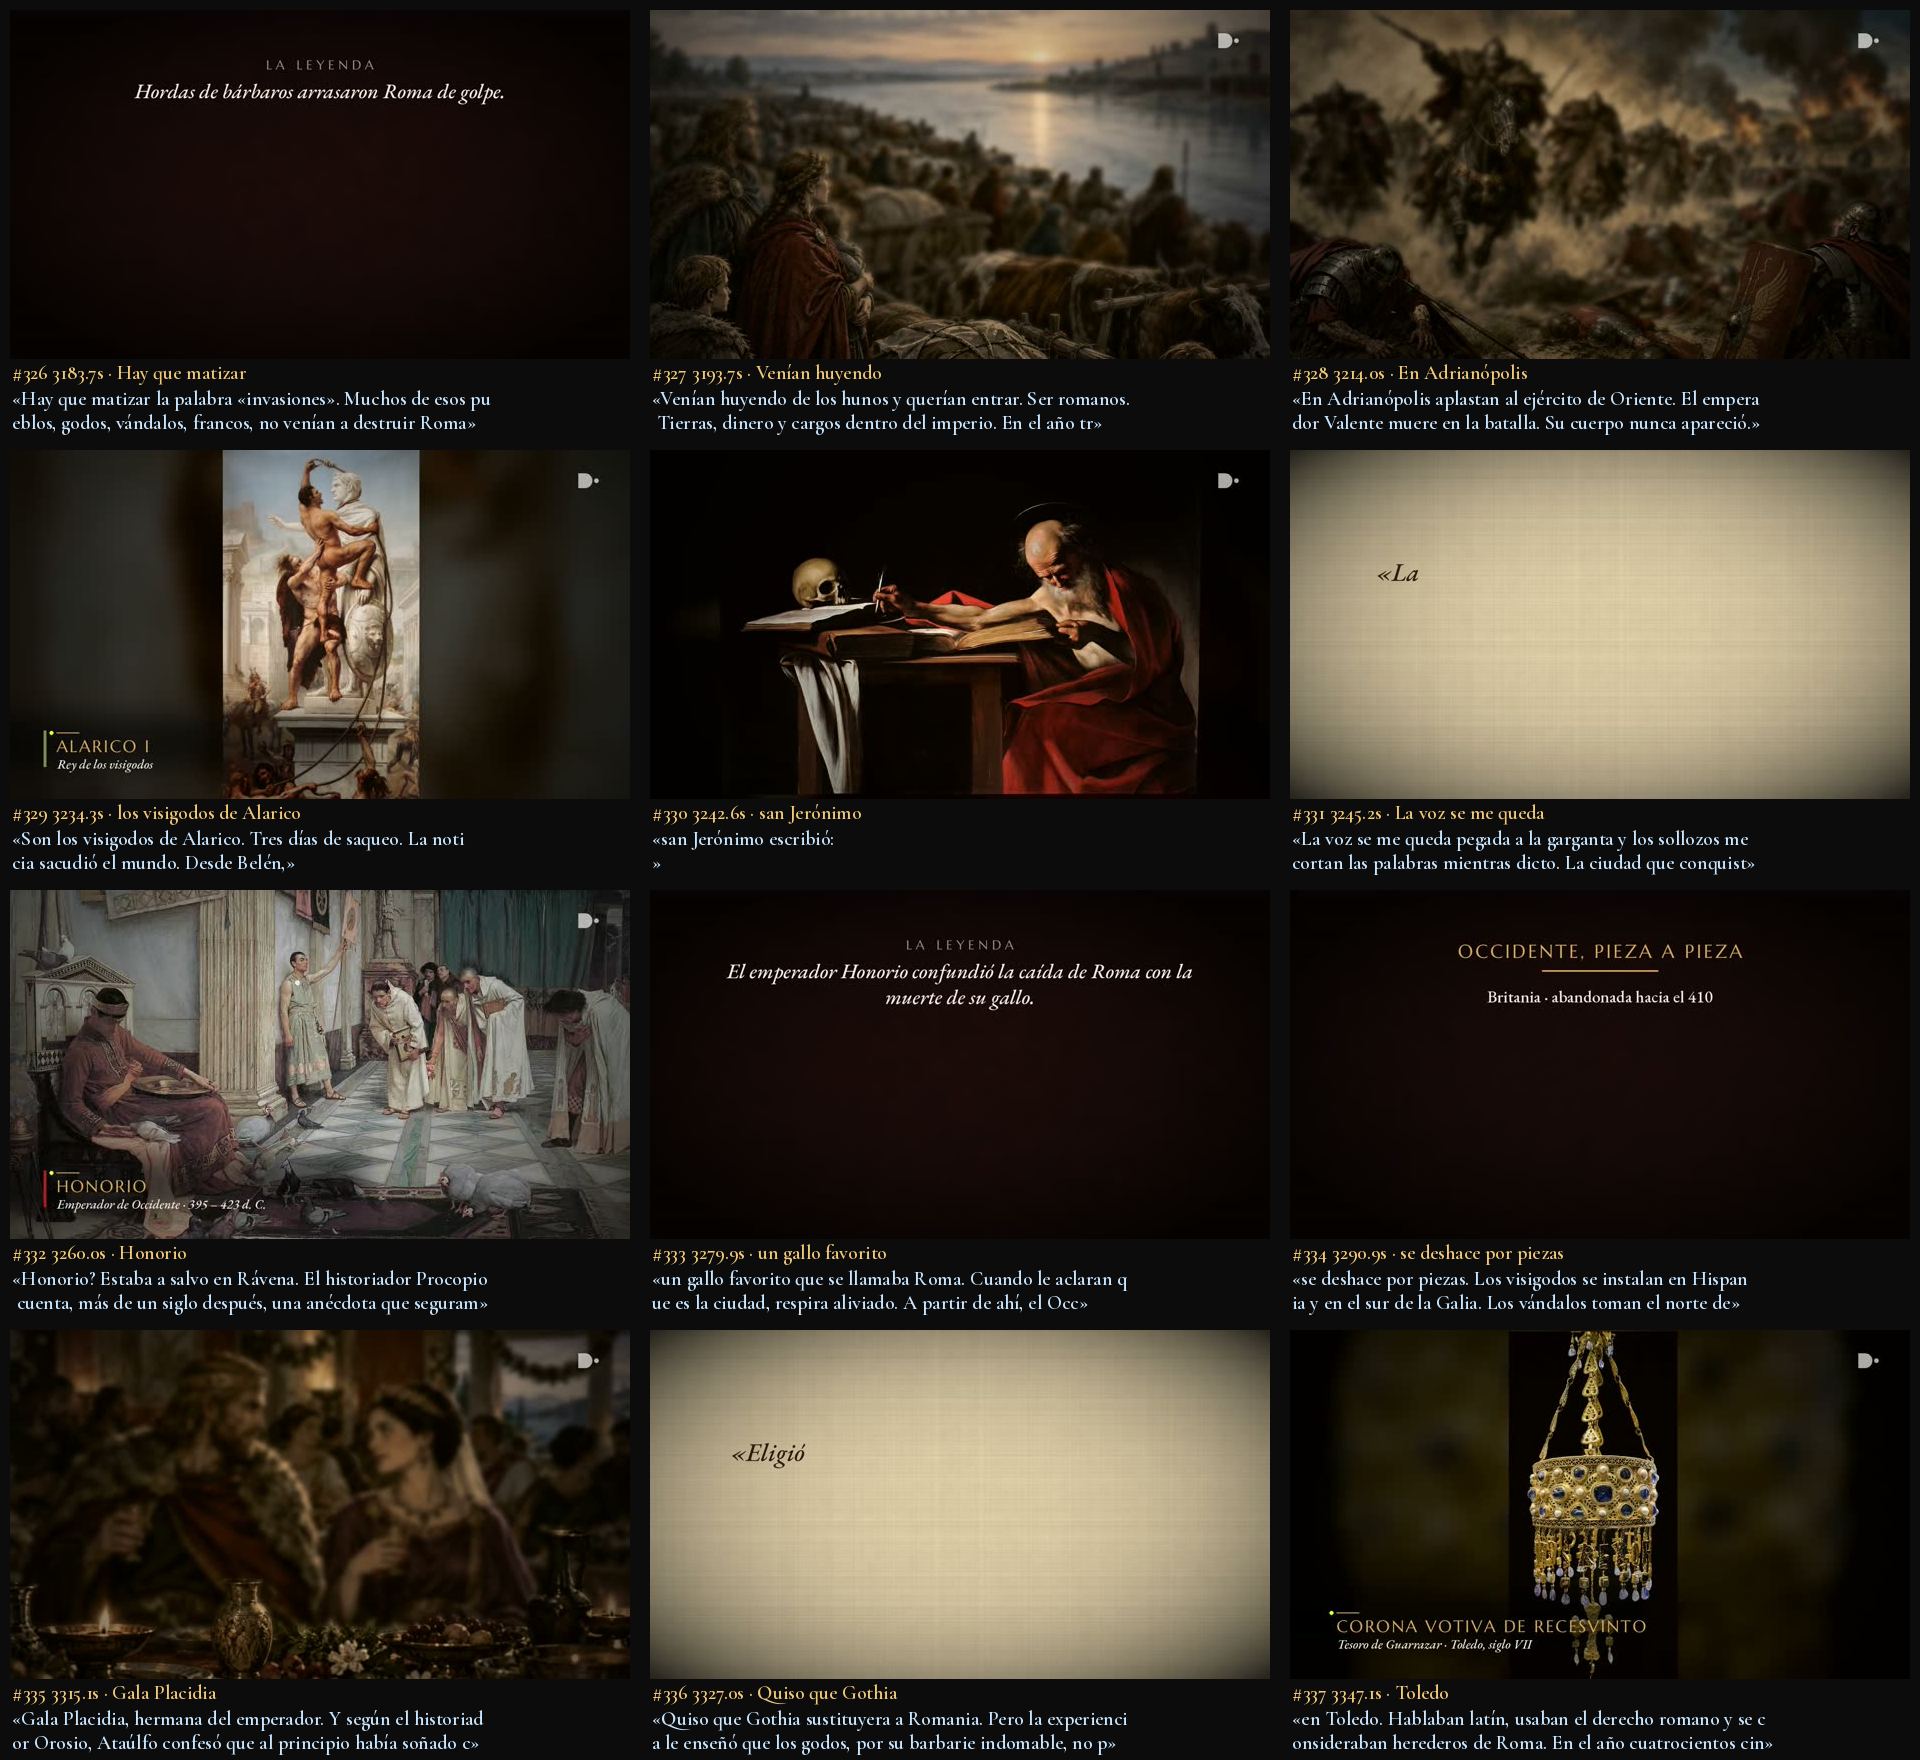 LA LEYENDA
Hordas de bárbaros arrasaron Roma de golpe.
#326 3183.7s · Hay que matizar
«Hay que matizar la palabra «invasiones». Muchos de esos pu
eblos, godos, vándalos, francos, no venían a destruir Roma»
#327 3193.7s · Venían huyendo
«Venían huyendo de los hunos y querían entrar. Ser romanos.
Tierras, dinero y cargos dentro del imperio. En el año tr»
#328 3214.0s · En Adrianópolis
«En Adrianópolis aplastan al ejército de Oriente. El empera
dor Valente muere en la batalla. Su cuerpo nunca apareció.»
ALARICO I
Rey de los visigodos
#329 3234.3s · los visigodos de Alarico
«Son los visigodos de Alarico. Tres días de saqueo. La noti
cia sacudió el mundo. Desde Belén,»
#330 3242.6s · san Jerónimo
«san Jerónimo escribió:
»
«La
#331 3245.2s · La voz se me queda
«La voz se me queda pegada a la garganta y los sollozos me
cortan las palabras mientras dicto. La ciudad que conquist»
HONORIO
Emperador de Occidente · 395 – 423 d. C.
#332 3260.0s · Honorio
«Honorio? Estaba a salvo en Rávena. El historiador Procopio
cuenta, más de un siglo después, una anécdota que seguram»
LA LEYENDA
El emperador Honorio confundió la caída de Roma con la
muerte de su gallo.
#333 3279.9s · un gallo favorito
«un gallo favorito que se llamaba Roma. Cuando le aclaran q
ue es la ciudad, respira aliviado. A partir de ahí, el Occ»
OCCIDENTE, PIEZA A PIEZA
Britania · abandonada hacia el 410
#334 3290.9s · se deshace por piezas
«se deshace por piezas. Los visigodos se instalan en Hispan
ia y en el sur de la Galia. Los vándalos toman el norte de»
#335 3315.1s · Gala Placidia
«Gala Placidia, hermana del emperador. Y según el historiad
or Orosio, Ataúlfo confesó que al principio había soñado c»
«Eligió
#336 3327.0s · Quiso que Gothia
«Quiso que Gothia sustituyera a Romania. Pero la experienci
a le enseñó que los godos, por su barbarie indomable, no p»
CORONA VOTIVA DE RECESVINTO
Tesoro de Guarrazar · Toledo, siglo VII
#337 3347.1s · Toledo
«en Toledo. Hablaban latín, usaban el derecho romano y se c
onsideraban herederos de Roma. En el año cuatrocientos cin»